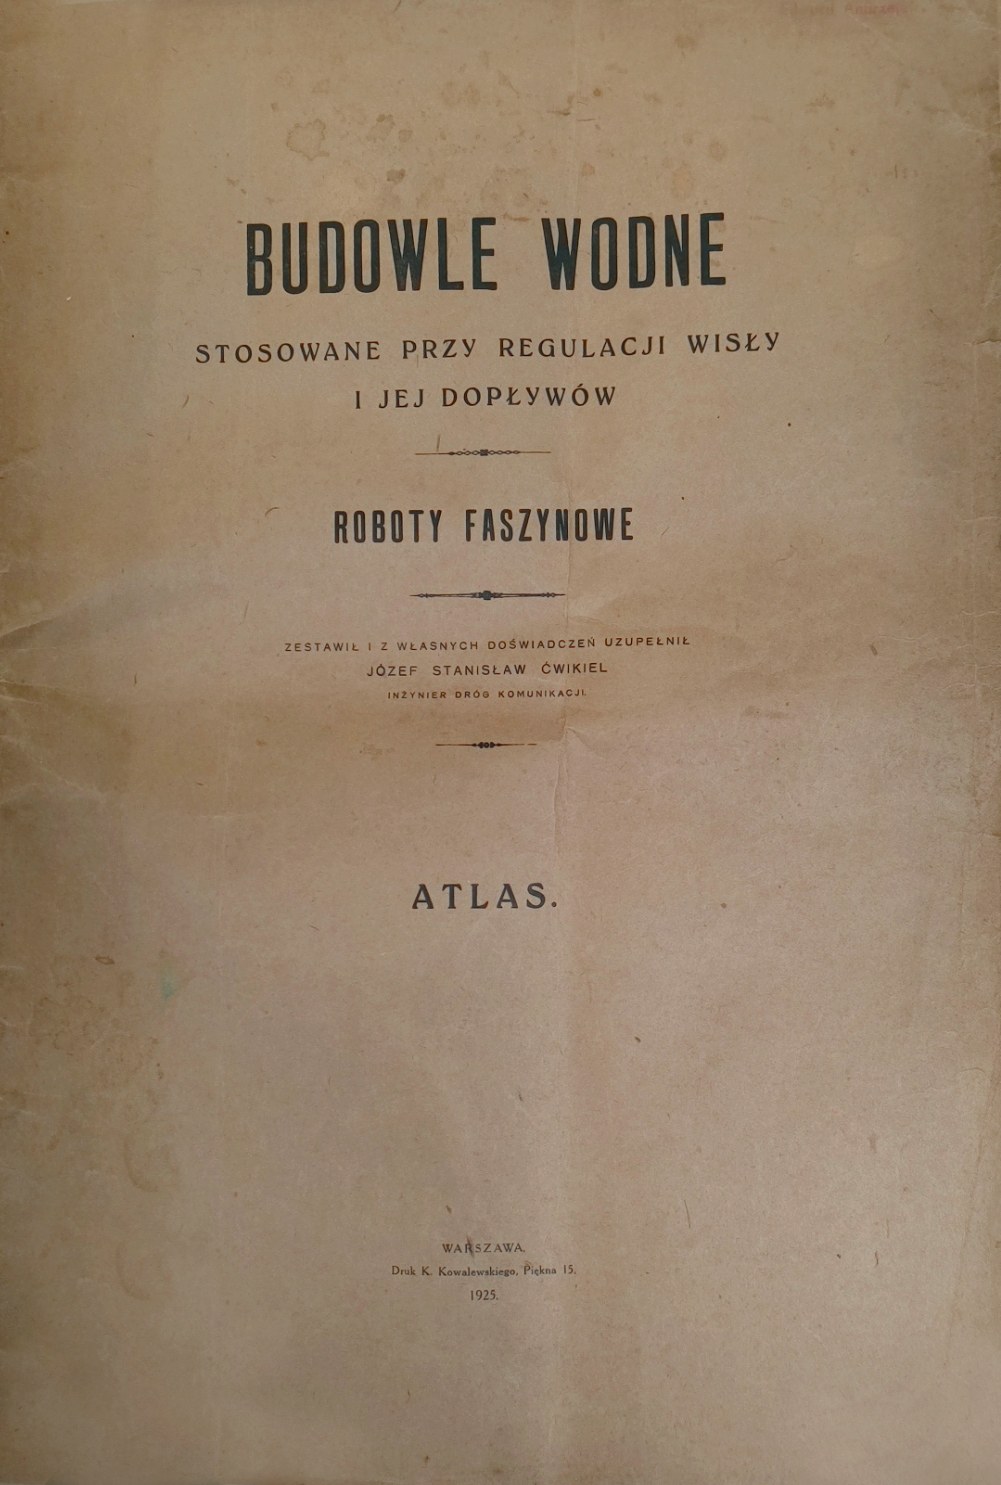 BUDOWLE WODNE
STOSOWANE PRZY REGULACJI WISŁY
I JEJ DOPŁYWÓW
ROBOTY FASZYNOWE
ZESTAWIŁ I Z WŁASNYCH DOŚWIADCZEŃ UZUPEŁNIŁ
JÓZEF STANISŁAW ĆWIKIEL
INŻYNIER DRÓG KOMUNIKACJI.
ATLAS.
WARSZAWA.
Druk K. Kowalewskiego, Piękna 15.
1925.